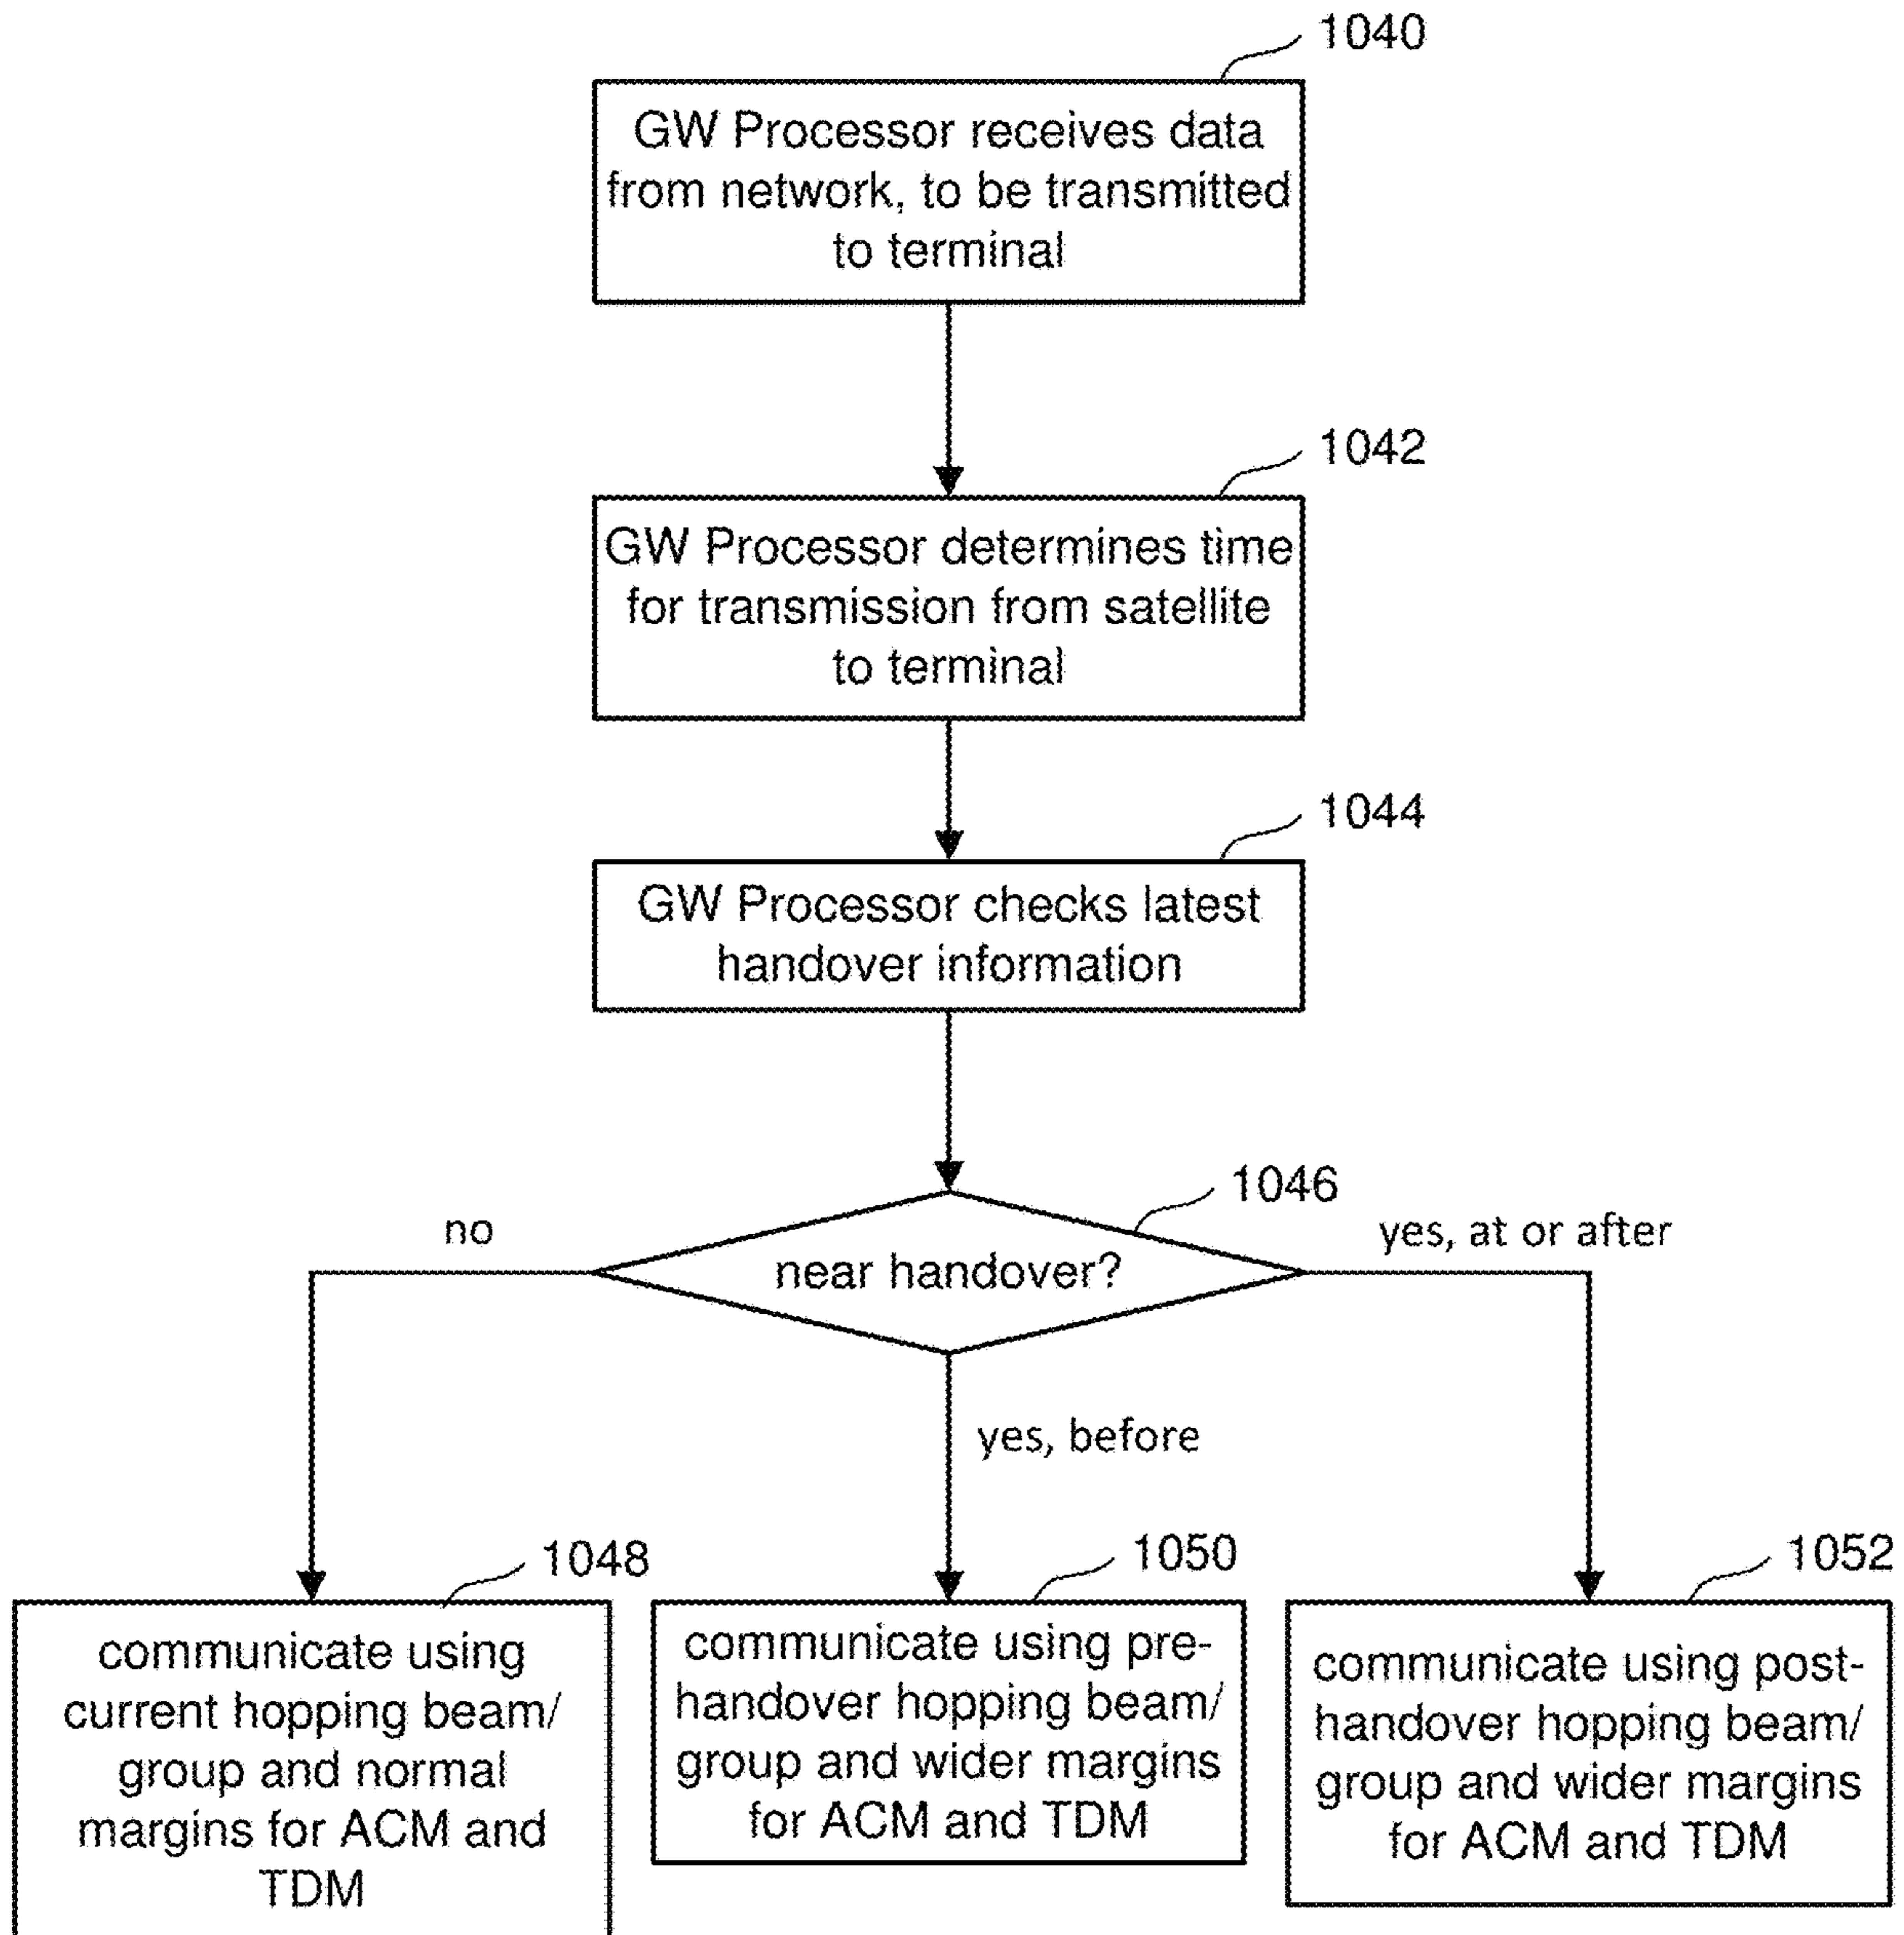 1040
GW Processor receives data
from network, to be transmitted
to terminal
1042
GW Processor determines time
for transmission from satellite
to terminal
1044
GW Processor checks latest
handover information
1046
no
near handover?
yes, at or after
yes, before
1048
communicate using
current hopping beam/
group and normal
margins for ACM and
TDM
1050
communicate using pre-
handover hopping beam/
group and wider margins
for ACM and TDM
1052
communicate using post-
handover hopping beam/
group and wider margins
for ACM and TDM